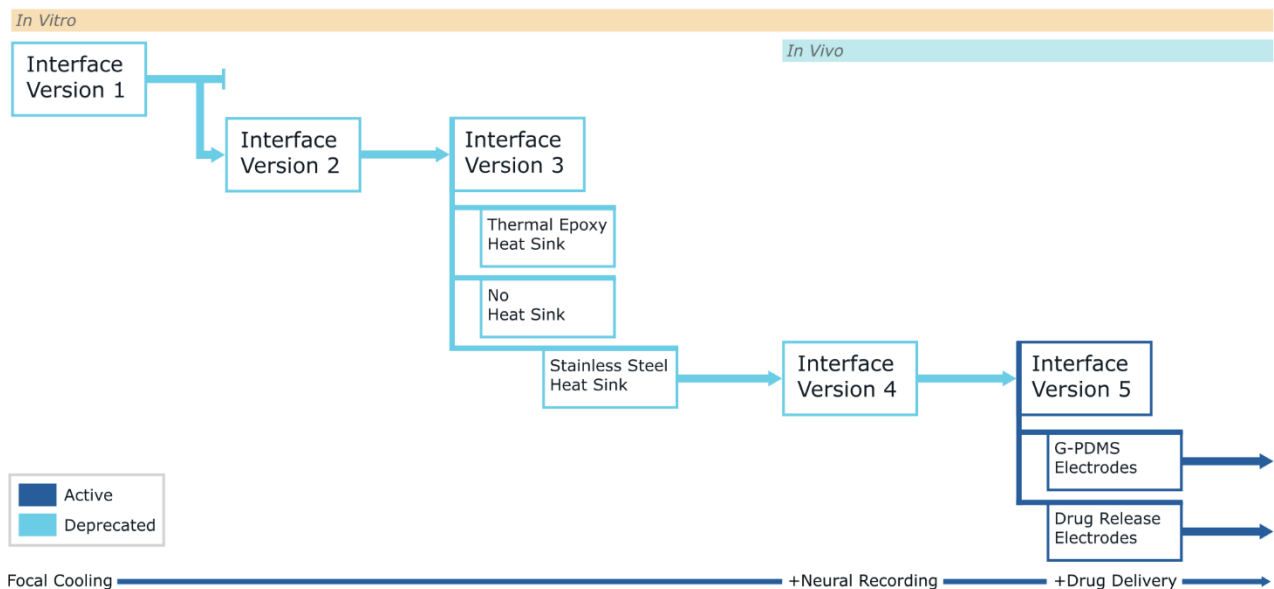 In Vitro
In Vivo
Interface
Version 1
Interface
Version 2
Interface
Version 3
Thermal Epoxy
Heat Sink
No
Heat Sink
Stainless Steel
Heat Sink
Interface
Version 4
Interface
Version 5
G-PDMS
Electrodes
Drug Release
Electrodes
Active
Deprecated
Focal Cooling
+Neural Recording
+Drug Delivery